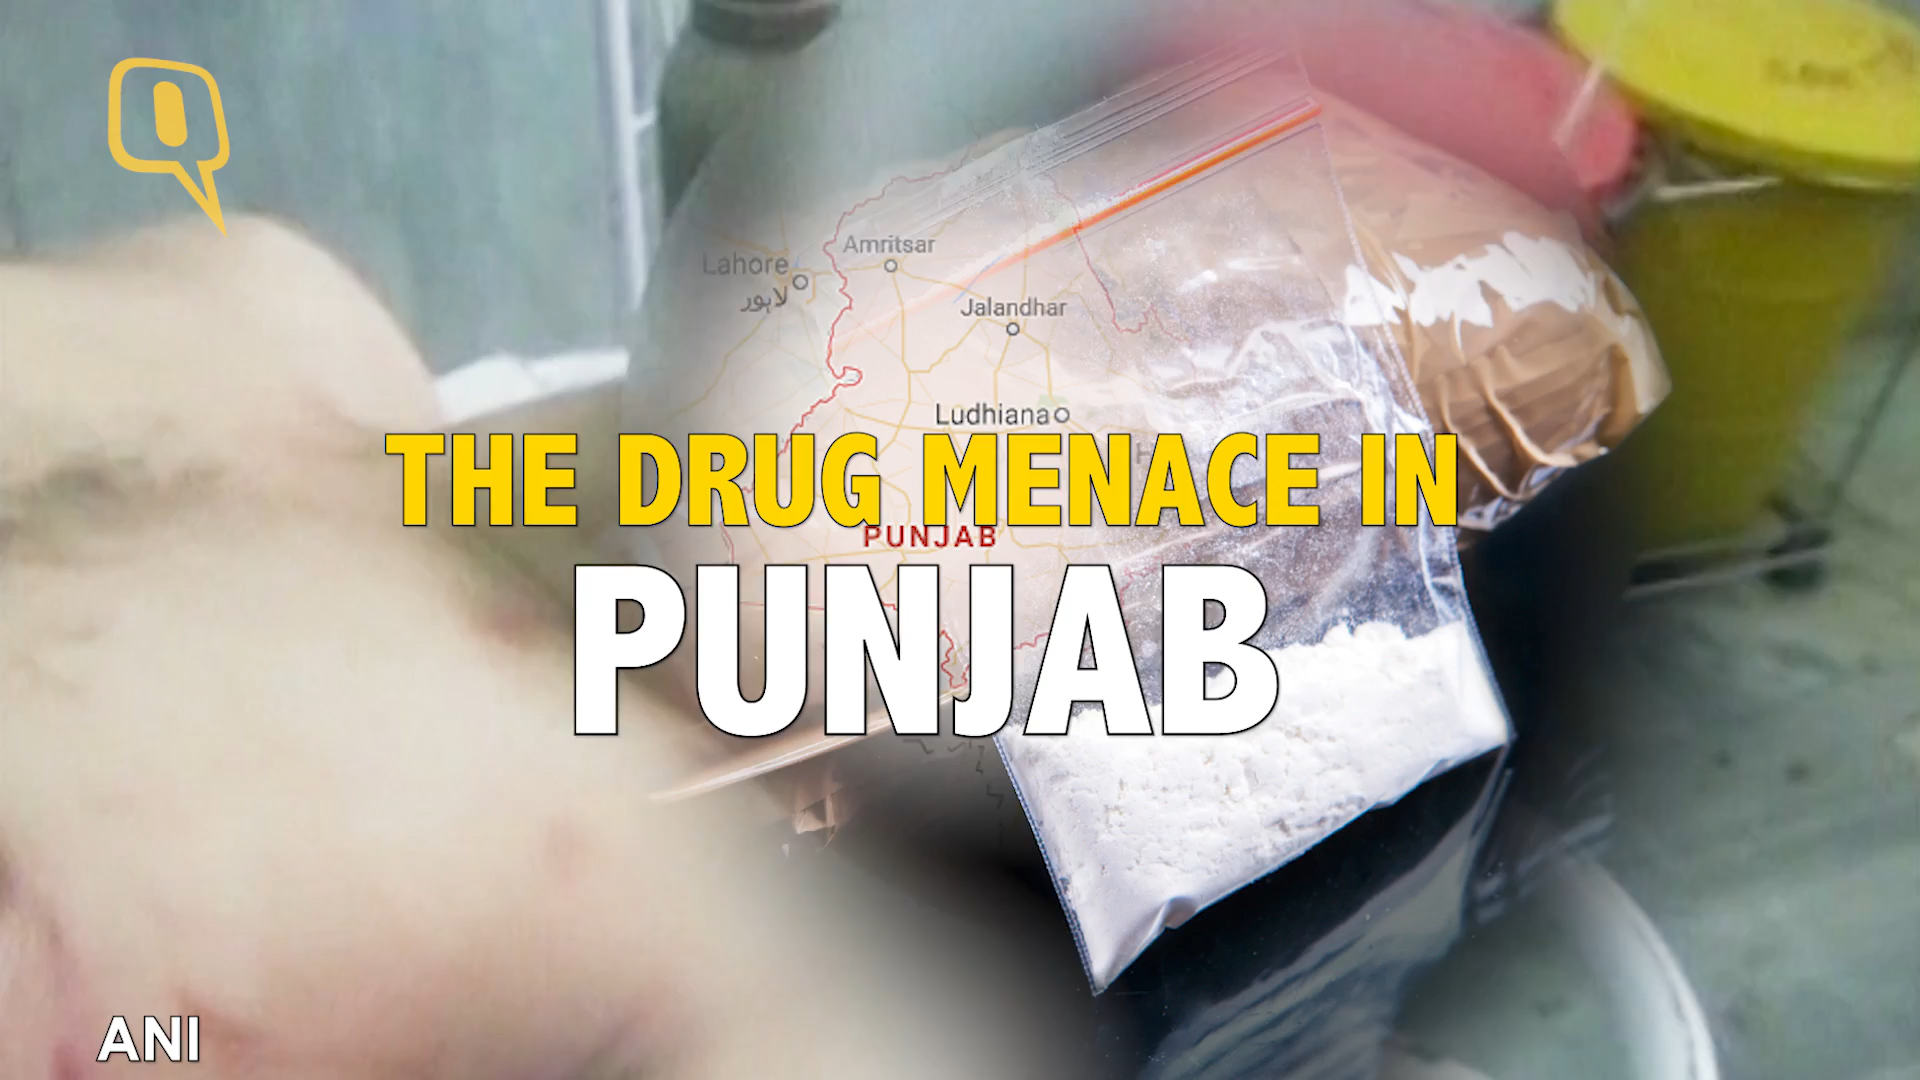 Amritsar
Lahore
لاہور
Jalandhar
Ludhiana
THE DRUG MENACE IN
PUNJAB
PUNJAB
ANI